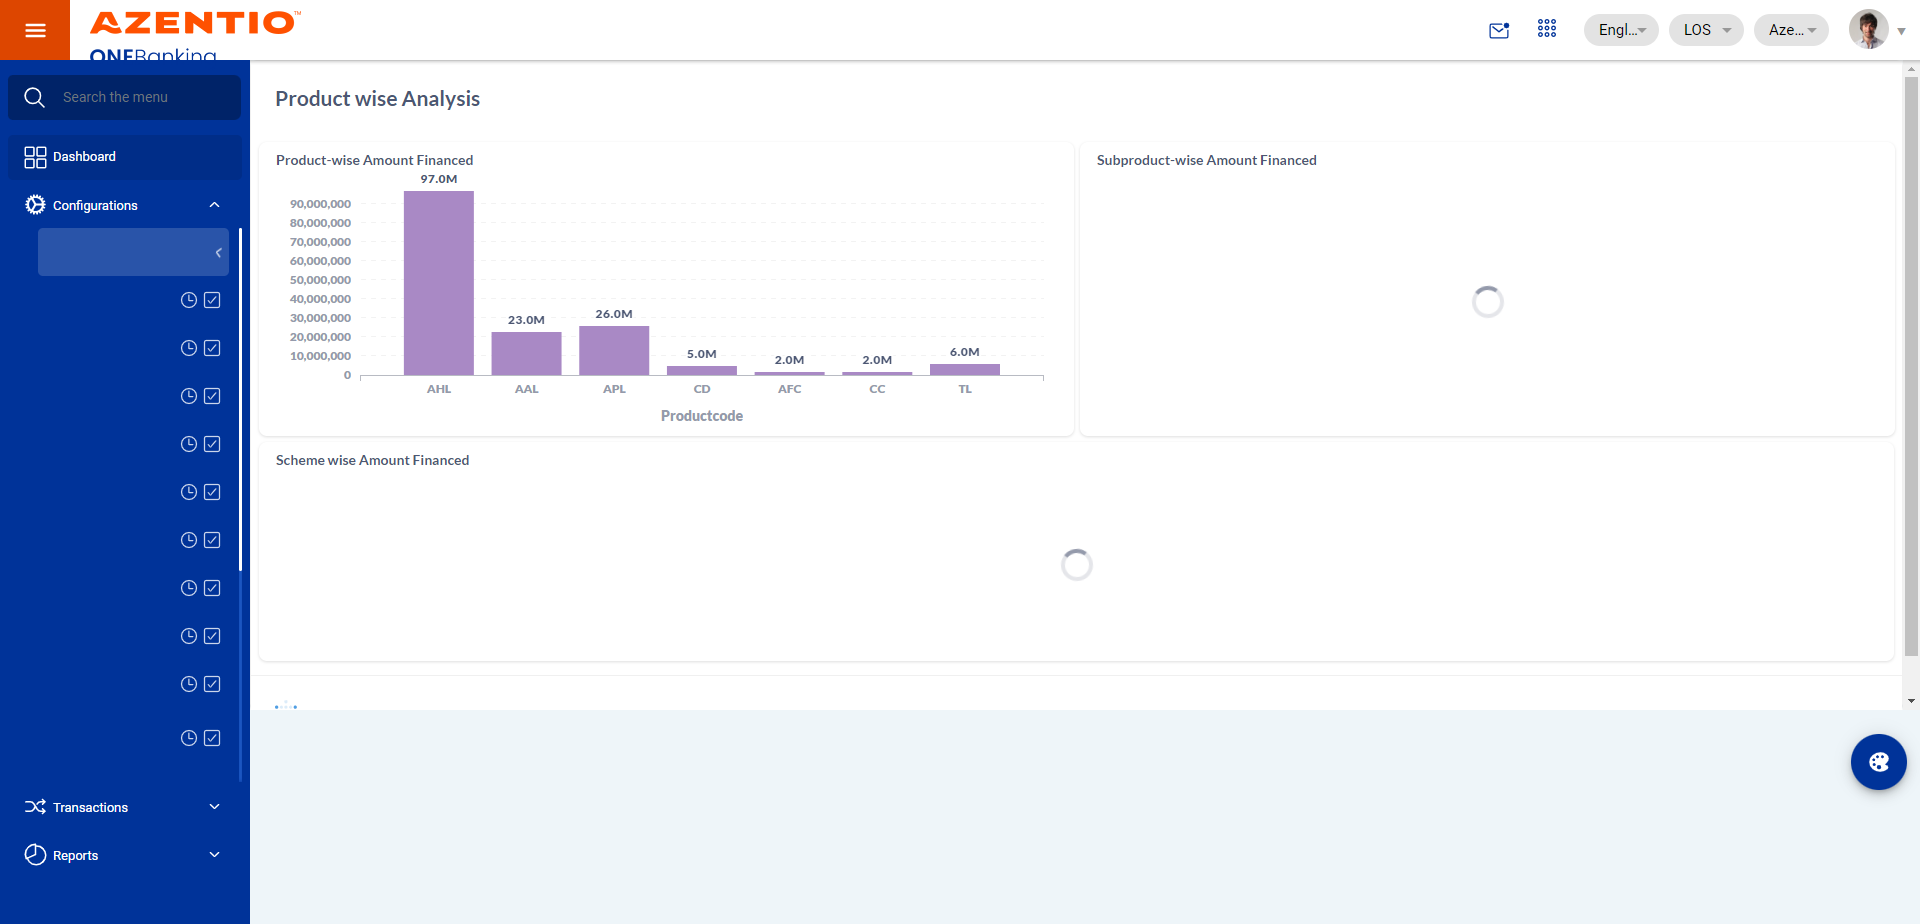 AZENTIO™
ONEBanking
Engl...
LOS
Aze...
Search the menu
Dashboard
Configurations
Transactions
Reports
Product wise Analysis
Product-wise Amount Financed
97.0M
90,000,000
80,000,000
70,000,000
60,000,000
50,000,000
40,000,000
30,000,000
20,000,000
10,000,000
0
23.0M
26.0M
5.0M
2.0M
2.0M
6.0M
AHL
AAL
APL
CD
AFC
CC
TL
Productcode
Subproduct-wise Amount Financed
Scheme wise Amount Financed